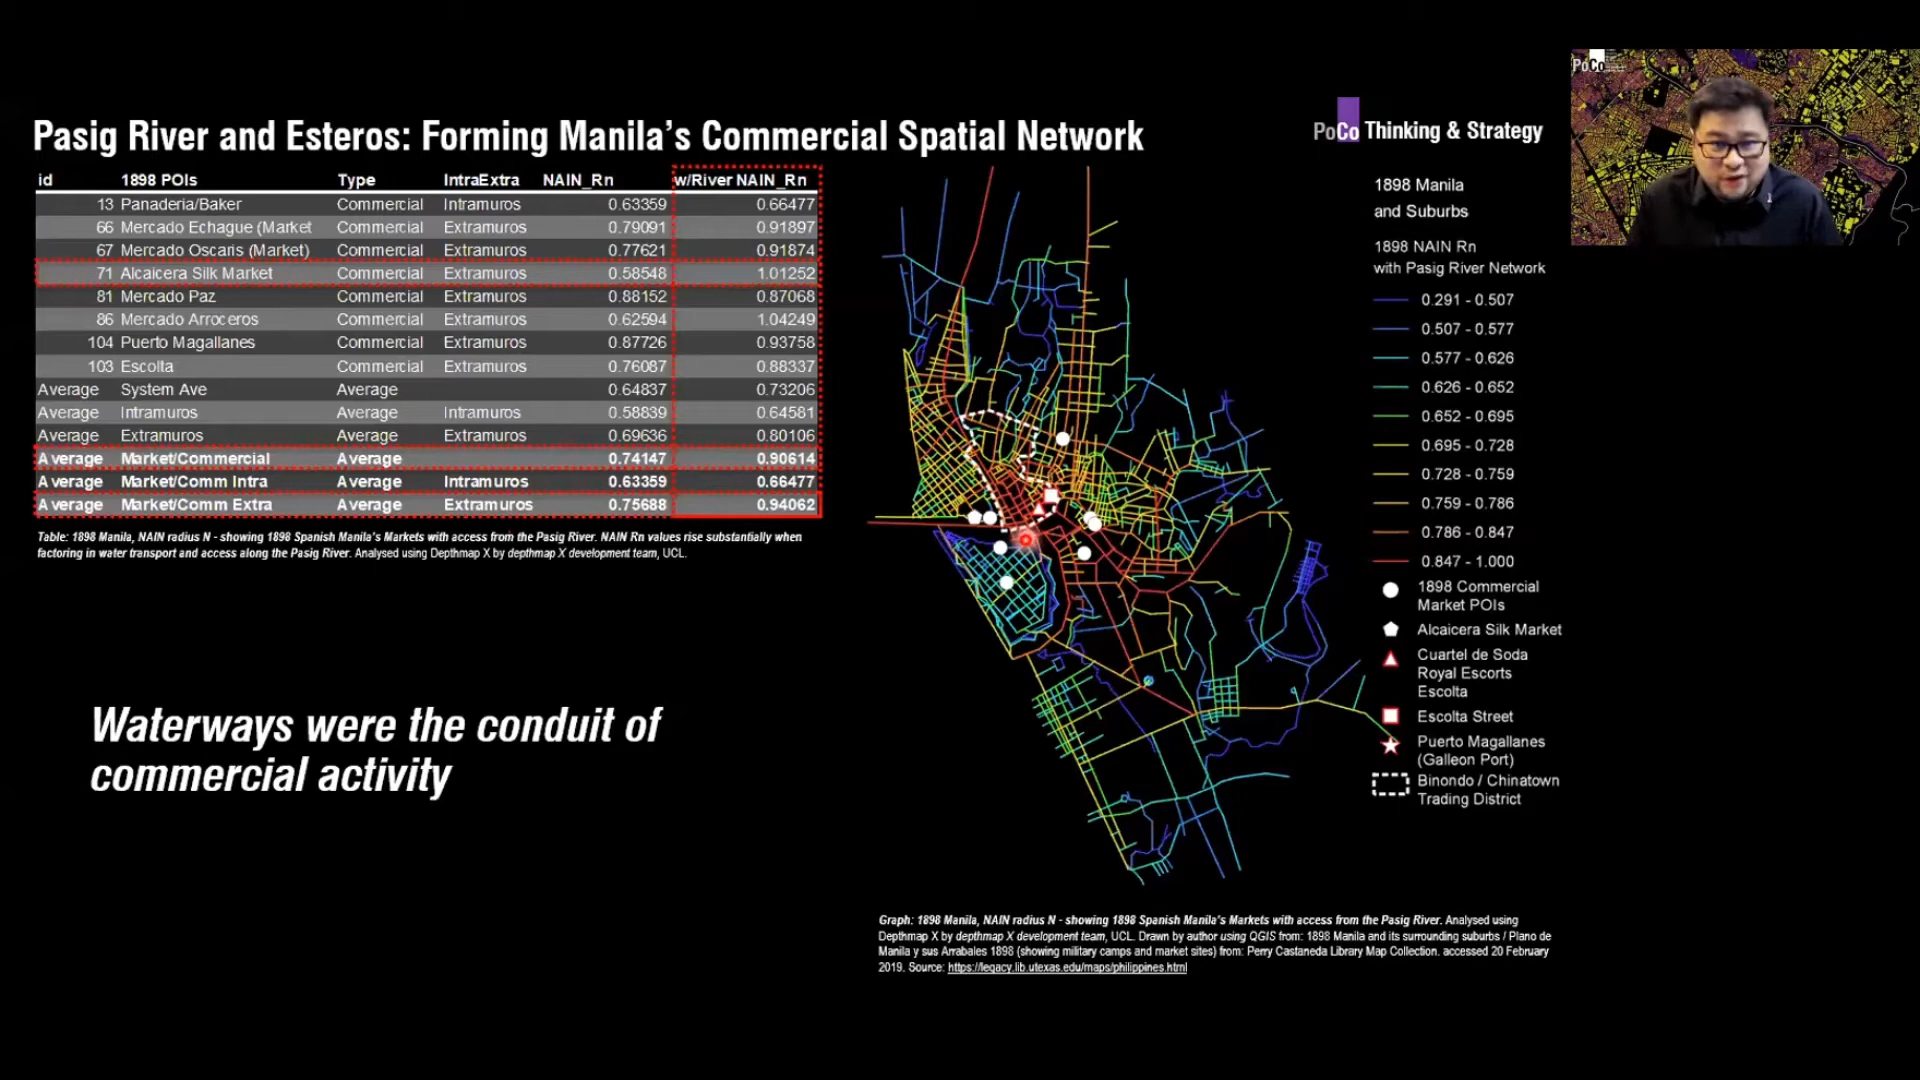 Pasig River and Esteros: Forming Manila's Commercial Spatial Network
PoCo Thinking & Strategy
PoCo
id 1898 POIs Type IntraExtra NAIN_Rn w/River NAIN_Rn
13 Panaderia/Baker Commercial Intramuros 0.63359 0.66477
66 Mercado Echague (Market Commercial Extramuros 0.79091 0.91897
67 Mercado Oscaris (Market) Commercial Extramuros 0.77621 0.91874
71 Alcaicera Silk Market Commercial Extramuros 0.58548 1.01252
81 Mercado Paz Commercial Extramuros 0.88152 0.87068
86 Mercado Arroceros Commercial Extramuros 0.62594 1.04249
104 Puerto Magallanes Commercial Extramuros 0.87726 0.93758
103 Escolta Commercial Extramuros 0.76087 0.88337
Average System Ave Average 0.64837 0.73206
Average Intramuros Average Intramuros 0.58839 0.64581
Average Extramuros Average Extramuros 0.69636 0.80106
Average Market/Commercial Average 0.74147 0.90614
Average Market/Comm Intra Average Intramuros 0.63359 0.66477
Average Market/Comm Extra Average Extramuros 0.75688 0.94062
Table: 1898 Manila, NAIN radius N - showing 1898 Spanish Manila's Markets with access from the Pasig River. NAIN Rn values rise substantially when
factoring in water transport and access along the Pasig River. Analysed using Depthmap X by depthmap X development team, UCL.
Waterways were the conduit of
commercial activity
1898 Manila
and Suburbs
1898 NAIN Rn
with Pasig River Network
0.291 - 0.507
0.507 - 0.577
0.577 - 0.626
0.626 - 0.652
0.652 - 0.695
0.695 - 0.728
0.728 - 0.759
0.759 - 0.786
0.786 - 0.847
0.847 - 1.000
1898 Commercial
Market POIs
Alcaicera Silk Market
Cuartel de Soda
Royal Escorts
Escolta
Escolta Street
Puerto Magallanes
(Galleon Port)
Binondo / Chinatown
Trading District
Graph: 1898 Manila, NAIN radius N - showing 1898 Spanish Manila's Markets with access from the Pasig River. Analysed using
Depthmap X by depthmap X development team, UCL. Drawn by author using QGIS from: 1898 Manila and its surrounding suburbs / Plano de
Manila y sus Arrabales 1898 (showing military camps and market sites) from: Perry Castaneda Library Map Collection. accessed 20 February
2019. Source: https://legacy.lib.utexas.edu/maps/philippines.html